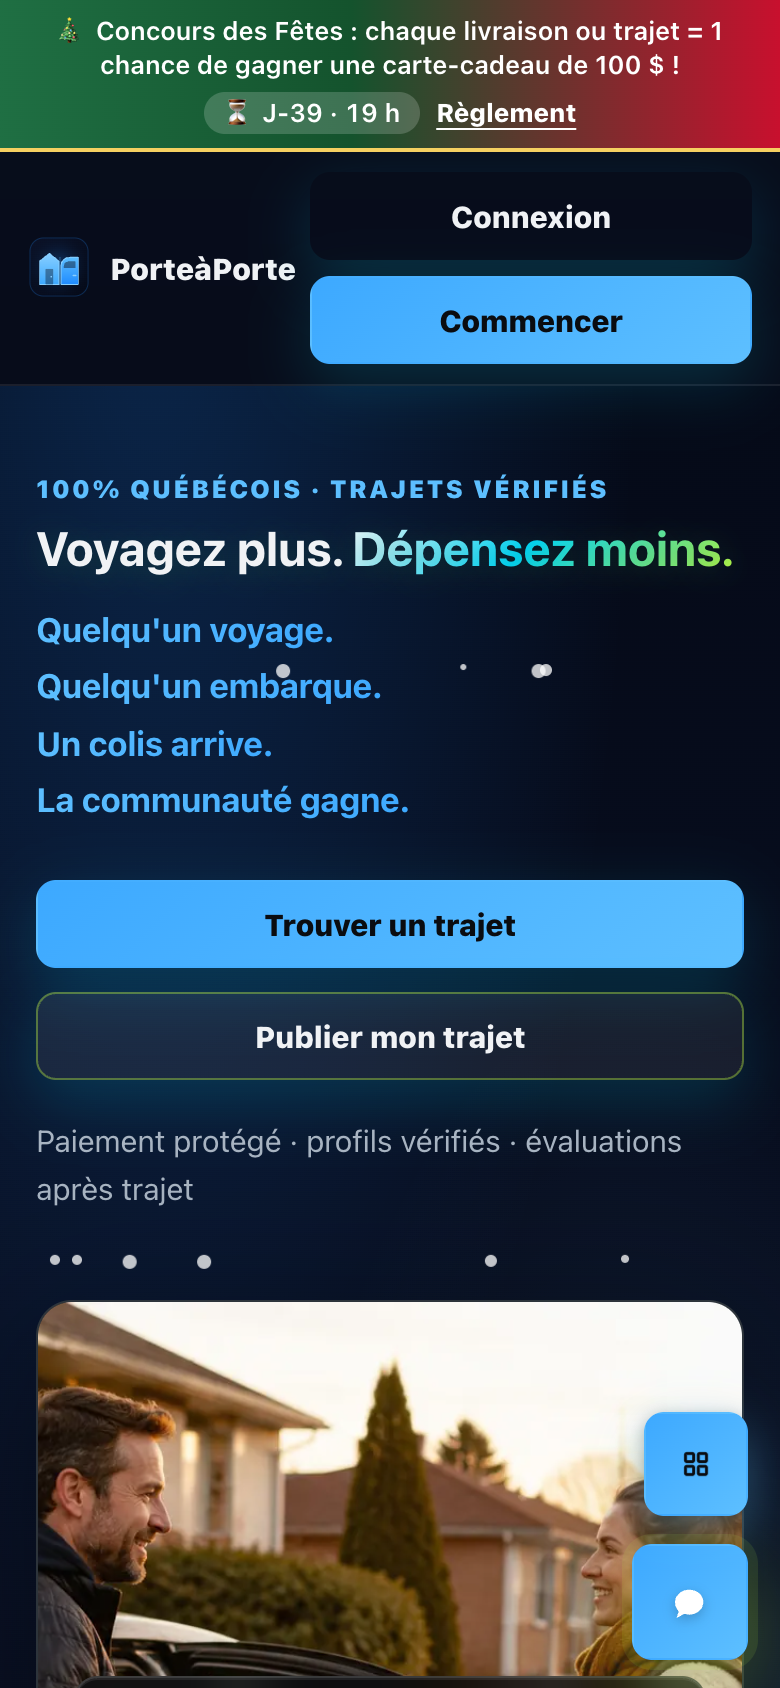 🎄 Concours des Fêtes : chaque livraison ou trajet = 1
chance de gagner une carte-cadeau de 100 $ !
⏳ J-39 · 19 h Règlement
Connexion
PorteàPorte
Commencer
100% QUÉBÉCOIS · TRAJETS VÉRIFIÉS
Voyagez plus. Dépensez moins.
Quelqu'un voyage.
Quelqu'un embarque.
Un colis arrive.
La communauté gagne.
Trouver un trajet
Publier mon trajet
Paiement protégé · profils vérifiés · évaluations
après trajet